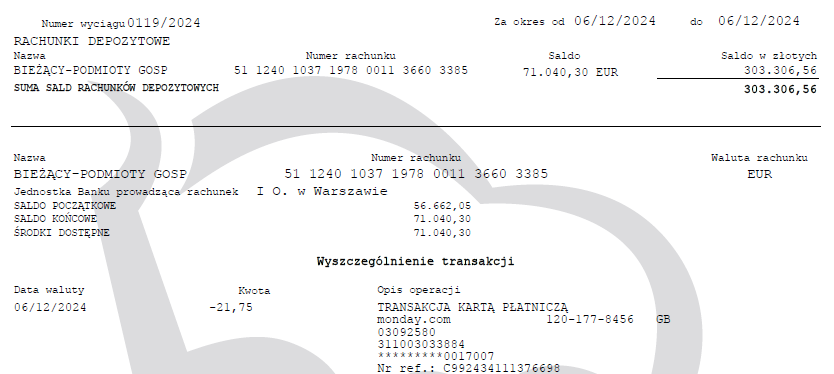 Numer wyciągu 0119/2024 Za okres od 06/12/2024 do 06/12/2024
RACHUNKI DEPOZYTOWE
Nazwa Numer rachunku Saldo Saldo w złotych
BIEŻĄCY-PODMIOTY GOSP 51 1240 1037 1978 0011 3660 3385 71.040,30 EUR 303.306,56
SUMA SALD RACHUNKÓW DEPOZYTOWYCH 303.306,56
Nazwa Numer rachunku Waluta rachunku
BIEŻĄCY-PODMIOTY GOSP 51 1240 1037 1978 0011 3660 3385 EUR
Jednostka Banku prowadząca rachunek I O. w Warszawie
SALDO POCZĄTKOWE 56.662,05
SALDO KOŃCOWE 71.040,30
ŚRODKI DOSTĘPNE 71.040,30
Wyszczególnienie transakcji
Data waluty Kwota Opis operacji
06/12/2024 -21,75 TRANSAKCJA KARTĄ PŁATNICZĄ
monday.com 120-177-8456 GB
03092580
311003033884
*********0017007
Nr ref.: C992434111376698